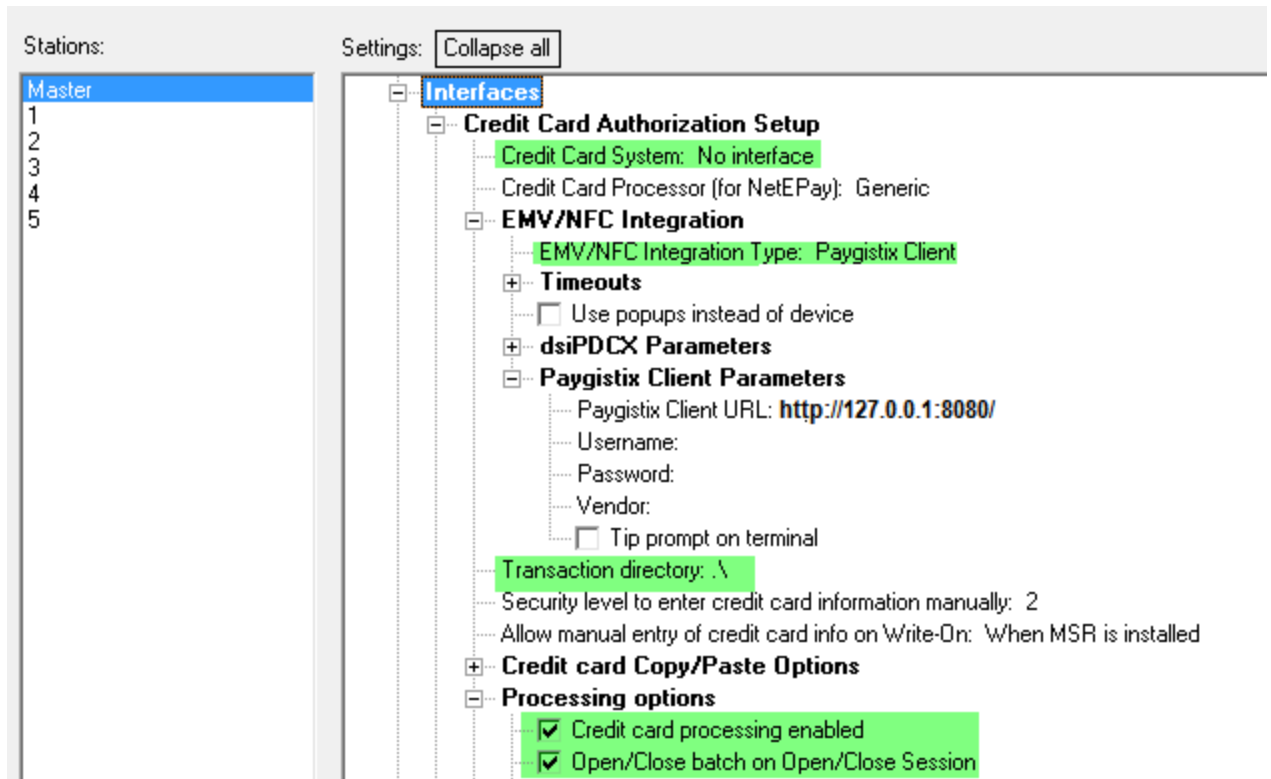 Stations:
Settings: Collapse all
Master
1
2
3
4
5
Interfaces
Credit Card Authorization Setup
Credit Card System: No interface
Credit Card Processor (for NetEPay): Generic
EMV/NFC Integration
EMV/NFC Integration Type: Paygistix Client
Timeouts
Use popups instead of device
dsiPDCX Parameters
Paygistix Client Parameters
Paygistix Client URL: http://127.0.0.1:8080/
Username:
Password:
Vendor:
Tip prompt on terminal
Transaction directory: .\
Security level to enter credit card information manually: 2
Allow manual entry of credit card info on Write-On: When MSR is installed
Credit card Copy/Paste Options
Processing options
Credit card processing enabled
Open/Close batch on Open/Close Session